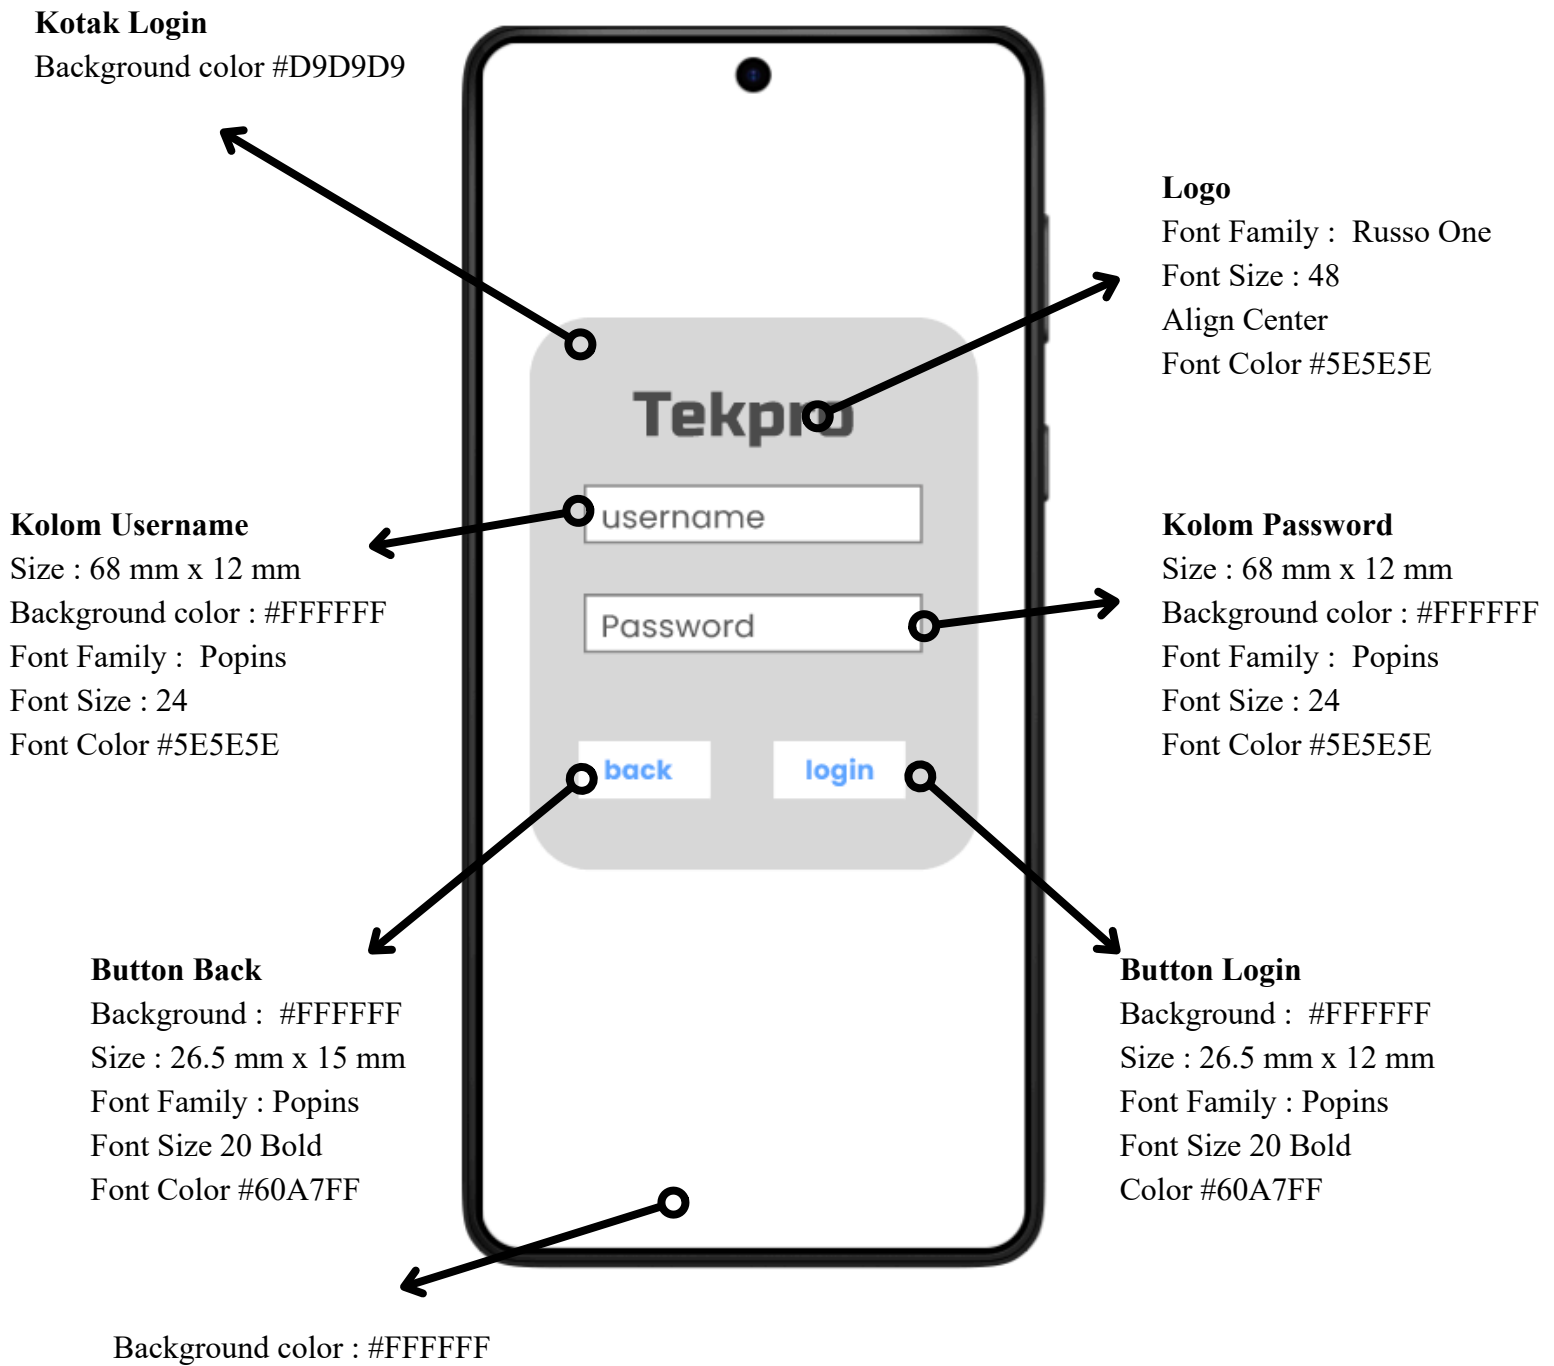 Kotak Login
Background color #D9D9D9
Logo
Font Family :  Russo One
Font Size : 48
Align Center
Font Color #5E5E5E
Tekpro
username
Password
back
login
Kolom Username
Size : 68 mm x 12 mm
Background color : #FFFFFF
Font Family :  Popins
Font Size : 24
Font Color #5E5E5E
Kolom Password
Size : 68 mm x 12 mm
Background color : #FFFFFF
Font Family :  Popins
Font Size : 24
Font Color #5E5E5E
Button Back
Background :  #FFFFFF
Size : 26.5 mm x 15 mm
Font Family : Popins
Font Size 20 Bold
Font Color #60A7FF
Button Login
Background :  #FFFFFF
Size : 26.5 mm x 12 mm
Font Family : Popins
Font Size 20 Bold
Color #60A7FF
Background color : #FFFFFF